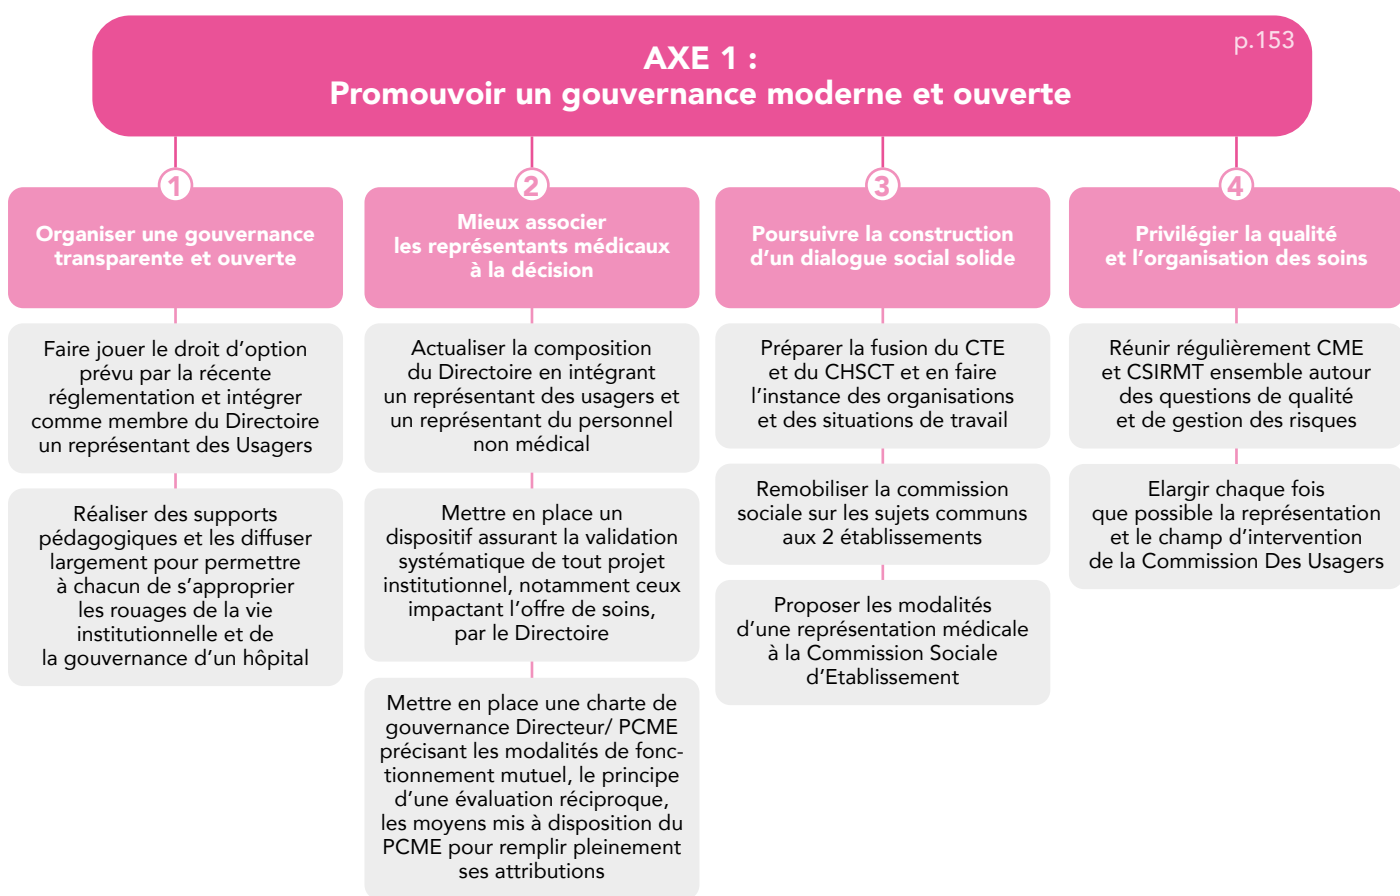 p.153
AXE 1 :
Promouvoir un gouvernance moderne et ouverte
1
Organiser une gouvernance
transparente et ouverte
Faire jouer le droit d'option
prévu par la récente
réglementation et intégrer
comme membre du Directoire
un représentant des Usagers
Réaliser des supports
pédagogiques et les diffuser
largement pour permettre
à chacun de s'approprier
les rouages de la vie
institutionnelle et de
la gouvernance d'un hôpital
2
Mieux associer
les représentants médicaux
à la décision
Actualiser la composition
du Directoire en intégrant
un représentant des usagers et
un représentant du personnel
non médical
Mettre en place un
dispositif assurant la validation
systématique de tout projet
institutionnel, notamment ceux
impactant l'offre de soins,
par le Directoire
Mettre en place une charte de
gouvernance Directeur/ PCME
précisant les modalités de fonc-
tionnement mutuel, le principe
d'une évaluation réciproque,
les moyens mis à disposition du
PCME pour remplir pleinement
ses attributions
3
Poursuivre la construction
d'un dialogue social solide
Préparer la fusion du CTE
et du CHSCT et en faire
l'instance des organisations
et des situations de travail
Remobiliser la commission
sociale sur les sujets communs
aux 2 établissements
Proposer les modalités
d'une représentation médicale
à la Commission Sociale
d'Etablissement
4
Privilégier la qualité
et l'organisation des soins
Réunir régulièrement CME
et CSIRMT ensemble autour
des questions de qualité
et de gestion des risques
Elargir chaque fois
que possible la représentation
et le champ d'intervention
de la Commission Des Usagers